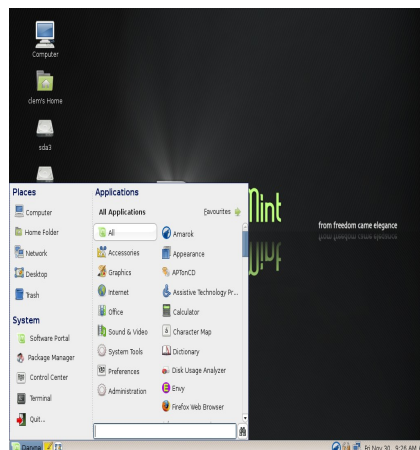 Computer
clem's Home
sda3
Mint
from freedom came elegance
Places
Computer
Home Folder
Network
Desktop
Trash
System
Software Portal
Package Manager
Control Center
Terminal
Quit...
Applications
All Applications
Favourites
All
Accessories
Graphics
Internet
Office
Sound & Video
System Tools
Preferences
Administration
Amarok
Appearance
APTonCD
Assistive Technology Pr...
Calculator
Character Map
Dictionary
Disk Usage Analyzer
Envy
Firefox Web Browser
Daryna
Fri Nov 30, 9:26 AM